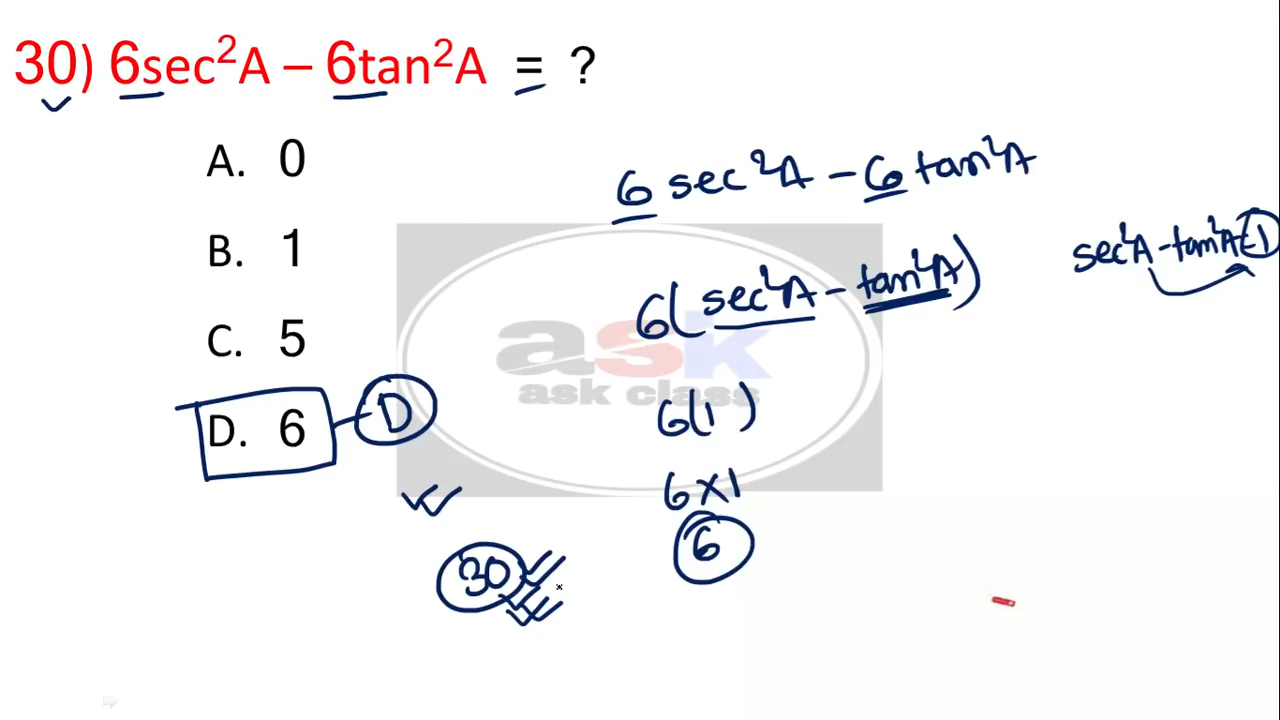 30) 6sec²A – 6tan²A = ?
A. 0
B. 1
C. 5
D. 6
D
6 sec²A – 6 tan²A
sec²A – tan²A = 1
6(sec²A – tan²A)
6(1)
6×1
6
30
ask
ask class